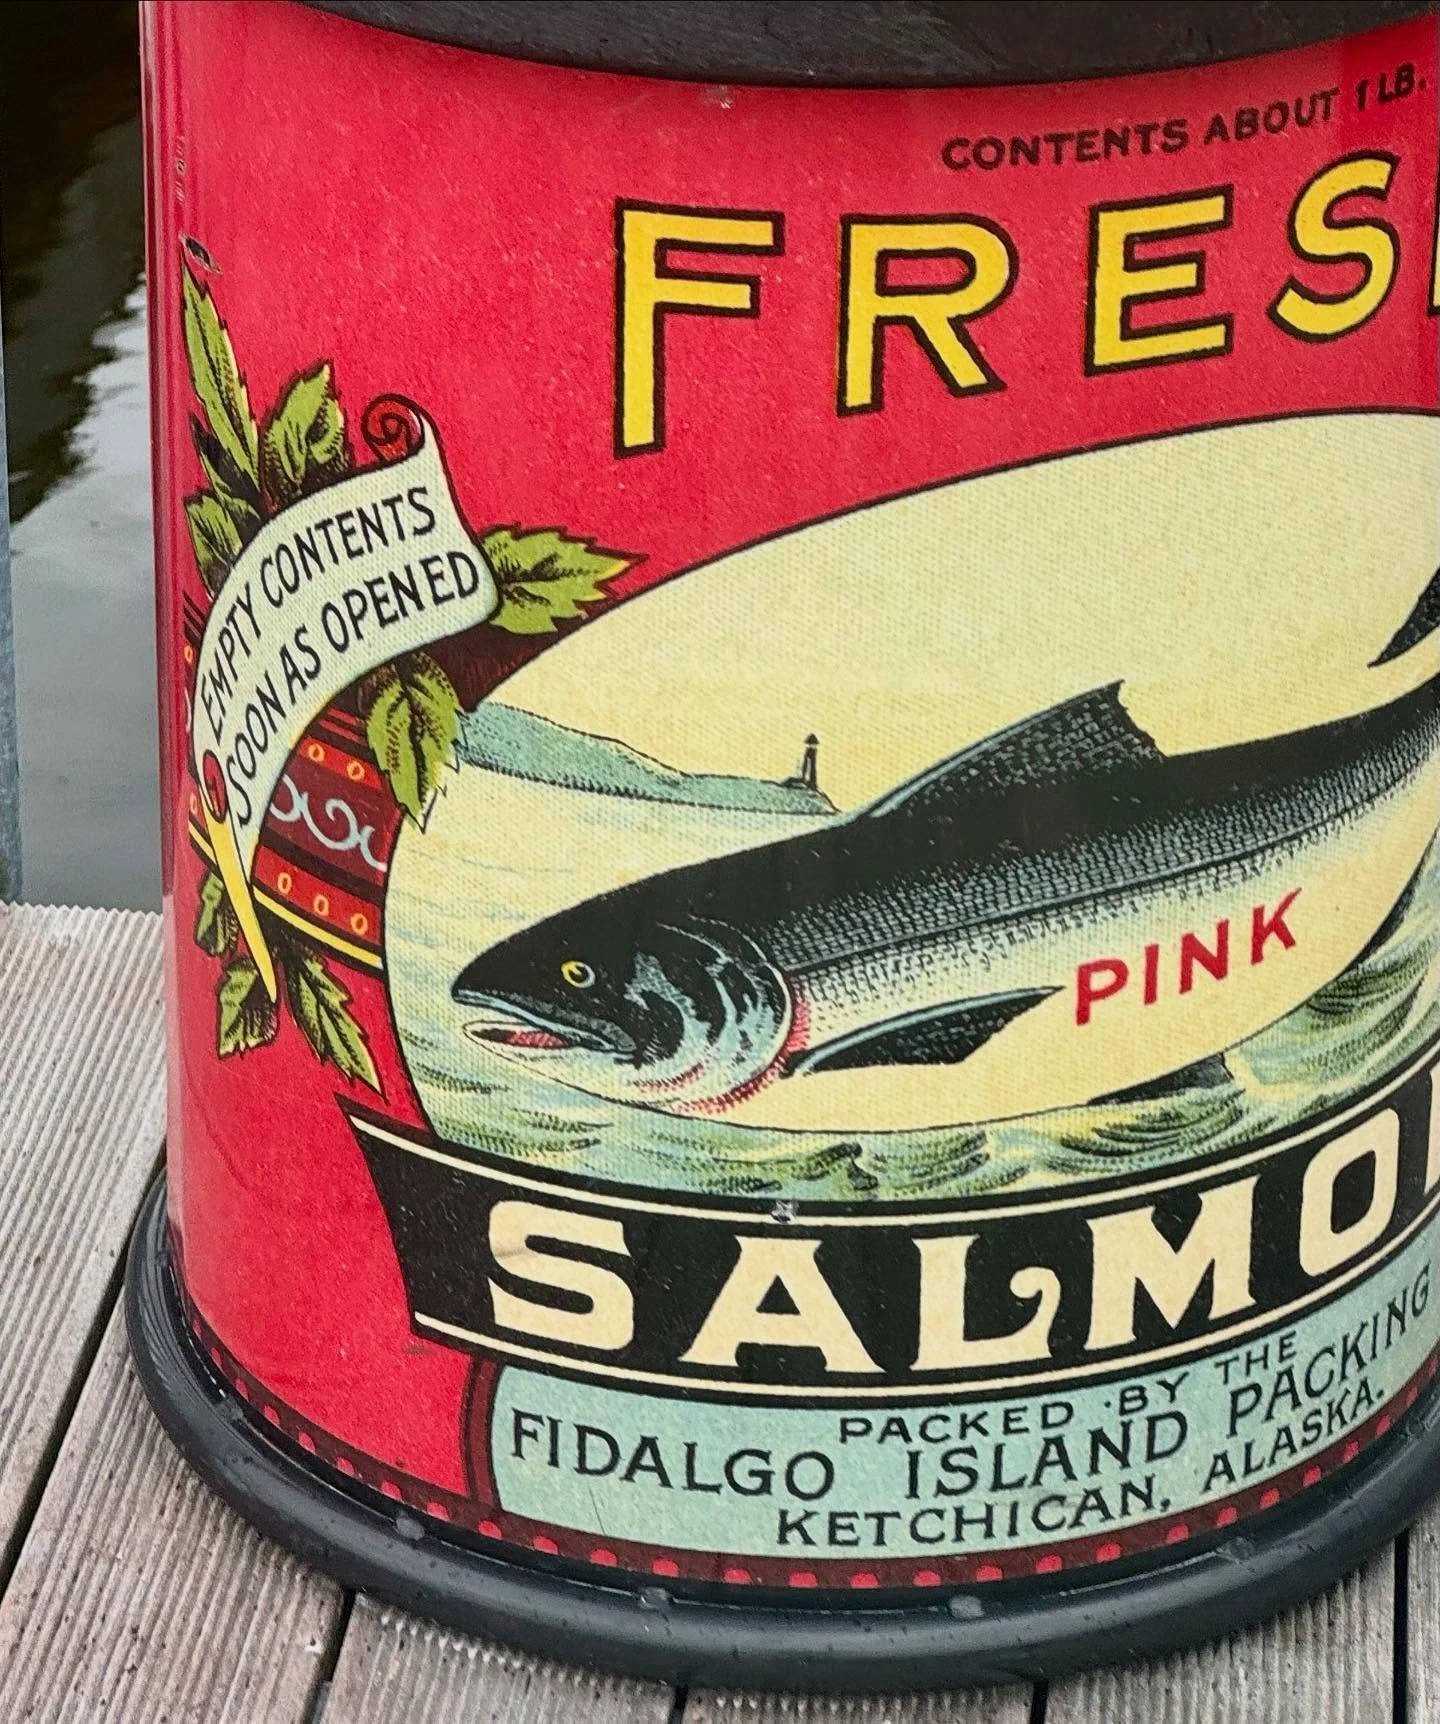 CONTENTS ABOUT 1 LB.
FRES
EMPTY CONTENTS
SOON AS OPENED
PINK
SALMO
PACKED BY THE
FIDALGO ISLAND PACKING
KETCHICAN, ALASKA.